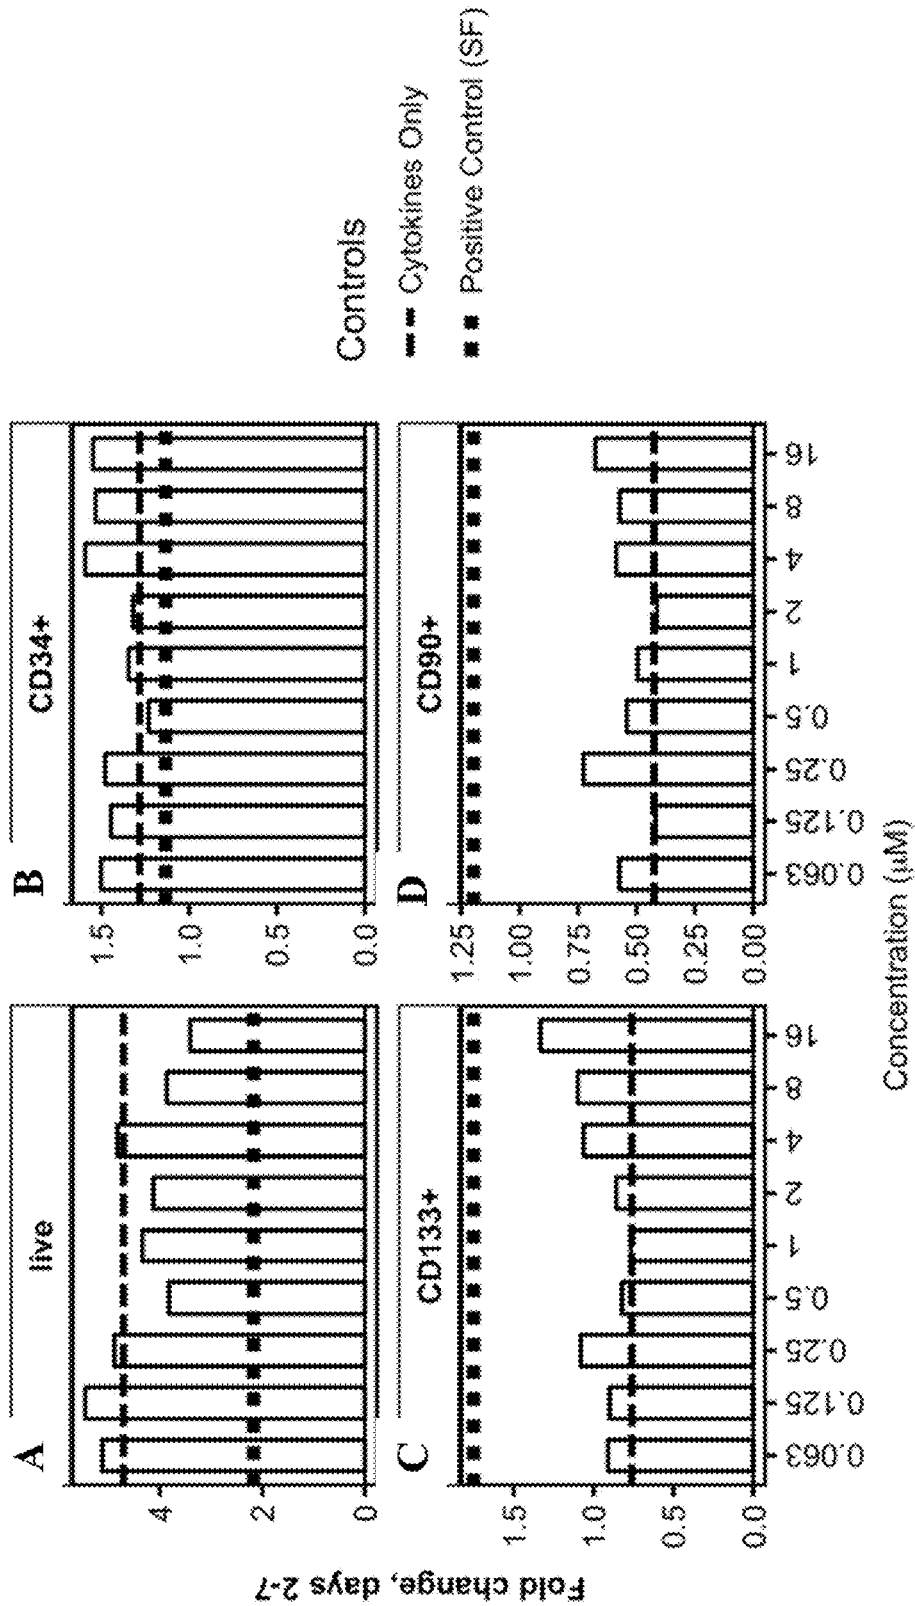 A
live
4
2
0
B
CD34+
1.5
1.0
0.5
0.0
C
CD133+
1.5
1.0
0.5
0.0
0.063
0.125
0.25
0.5
1
2
4
8
16
D
CD90+
1.25
1.00
0.75
0.50
0.25
0.00
0.063
0.125
0.25
0.5
1
2
4
8
16
Fold change, days 2-7
Concentration (µM)
Controls
Cytokines Only
Positive Control (SF)